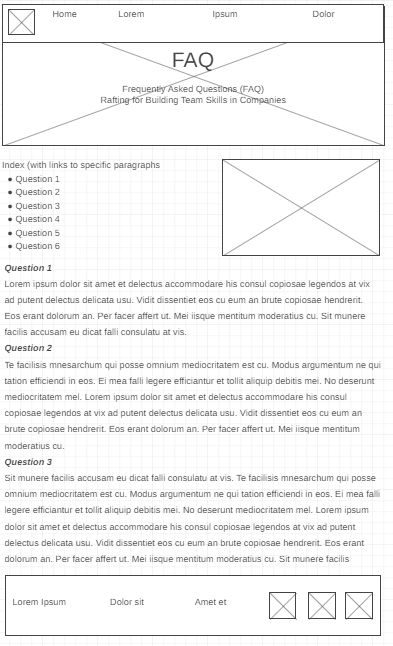 Home Lorem Ipsum Dolor
FAQ
Frequently Asked Questions (FAQ)
Rafting for Building Team Skills in Companies
Index (with links to specific paragraphs
● Question 1
● Question 2
● Question 3
● Question 4
● Question 5
● Question 6
Question 1
Lorem ipsum dolor sit amet et delectus accommodare his consul copiosae legendos at vix
ad putent delectus delicata usu. Vidit dissentiet eos cu eum an brute copiosae hendrerit.
Eos erant dolorum an. Per facer affert ut. Mei iisque mentitum moderatius cu. Sit munere
facilis accusam eu dicat falli consulatu at vis.
Question 2
Te facilisis mnesarchum qui posse omnium mediocritatem est cu. Modus argumentum ne qui
tation efficiendi in eos. Ei mea falli legere efficiantur et tollit aliquip debitis mei. No deserunt
mediocritatem mel. Lorem ipsum dolor sit amet et delectus accommodare his consul
copiosae legendos at vix ad putent delectus delicata usu. Vidit dissentiet eos cu eum an
brute copiosae hendrerit. Eos erant dolorum an. Per facer affert ut. Mei iisque mentitum
moderatius cu.
Question 3
Sit munere facilis accusam eu dicat falli consulatu at vis. Te facilisis mnesarchum qui posse
omnium mediocritatem est cu. Modus argumentum ne qui tation efficiendi in eos. Ei mea falli
legere efficiantur et tollit aliquip debitis mei. No deserunt mediocritatem mel. Lorem ipsum
dolor sit amet et delectus accommodare his consul copiosae legendos at vix ad putent
delectus delicata usu. Vidit dissentiet eos cu eum an brute copiosae hendrerit. Eos erant
dolorum an. Per facer affert ut. Mei iisque mentitum moderatius cu. Sit munere facilis
Lorem Ipsum Dolor sit Amet et